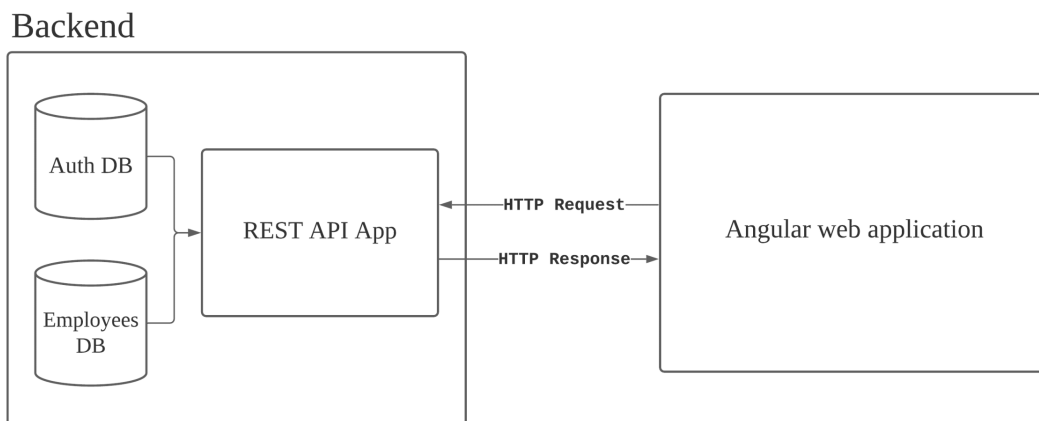 Backend
Auth DB
REST API App
Employees
DB
HTTP Request
HTTP Response
Angular web application